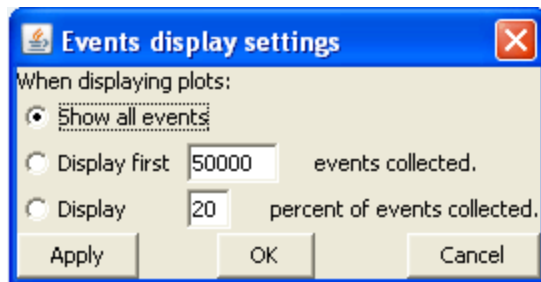 Events display settings
When displaying plots:
Show all events
Display first 50000 events collected.
Display 20 percent of events collected.
Apply OK Cancel